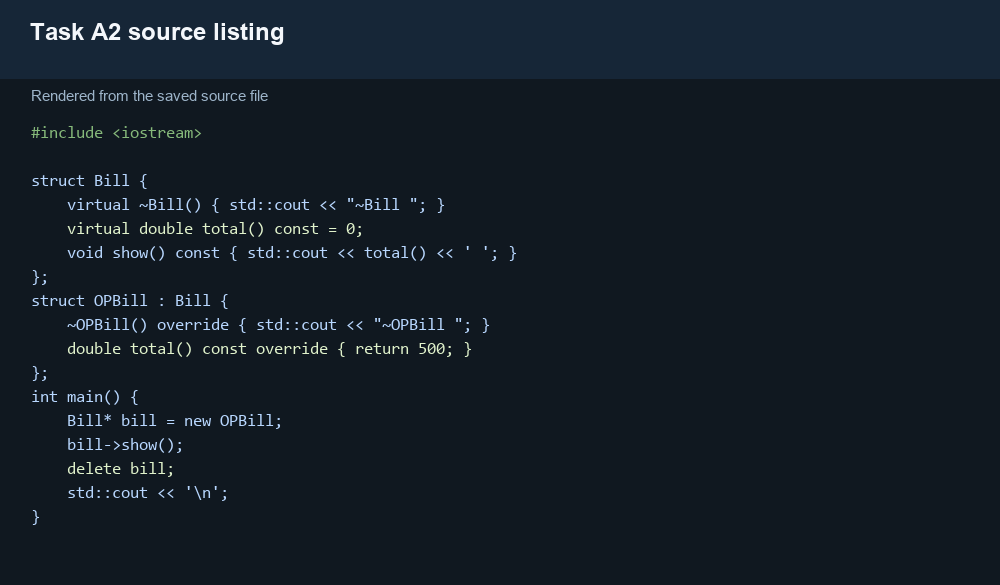 Task A2 source listing
Rendered from the saved source file
#include <iostream>

struct Bill {
    virtual ~Bill() { std::cout << "~Bill "; }
    virtual double total() const = 0;
    void show() const { std::cout << total() << ' '; }
};
struct OPBill : Bill {
    ~OPBill() override { std::cout << "~OPBill "; }
    double total() const override { return 500; }
};
int main() {
    Bill* bill = new OPBill;
    bill->show();
    delete bill;
    std::cout << '\n';
}